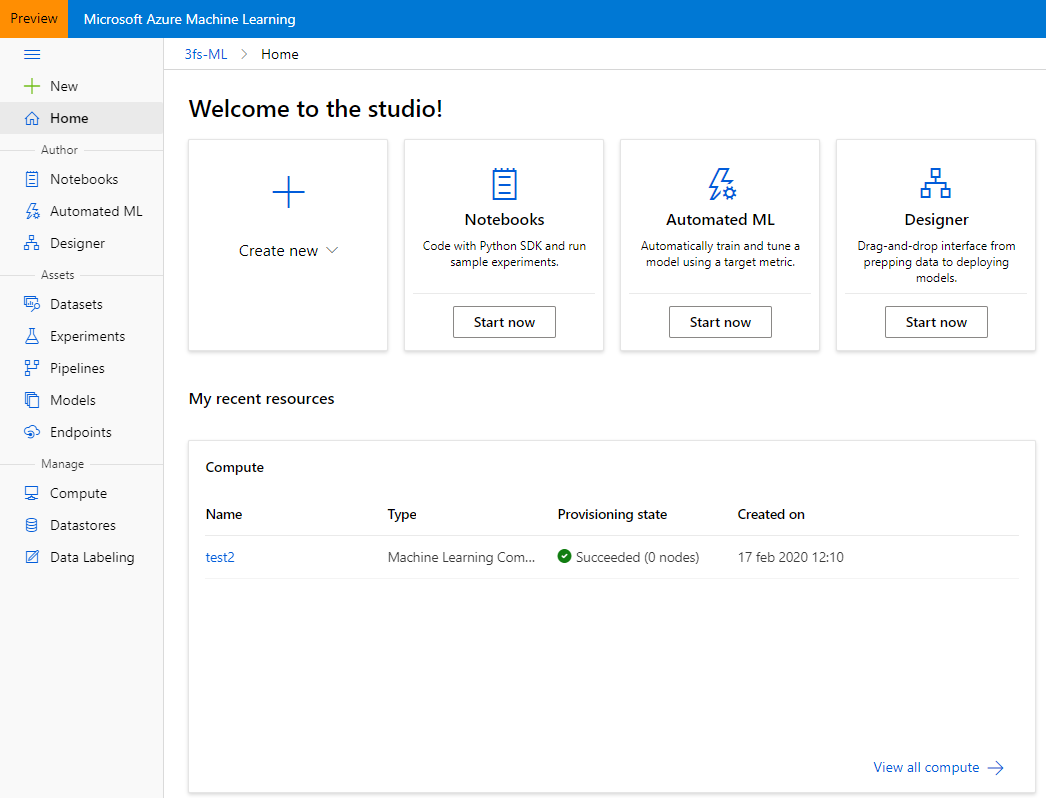 Preview
Microsoft Azure Machine Learning
3fs-ML > Home
New
Home
Author
Notebooks
Automated ML
Designer
Assets
Datasets
Experiments
Pipelines
Models
Endpoints
Manage
Compute
Datastores
Data Labeling
Welcome to the studio!
Create new
Notebooks
Code with Python SDK and run
sample experiments.
Start now
Automated ML
Automatically train and tune a
model using a target metric.
Start now
Designer
Drag-and-drop interface from
prepping data to deploying
models.
Start now
My recent resources
Compute
Name Type Provisioning state Created on
test2 Machine Learning Com... Succeeded (0 nodes) 17 feb 2020 12:10
View all compute